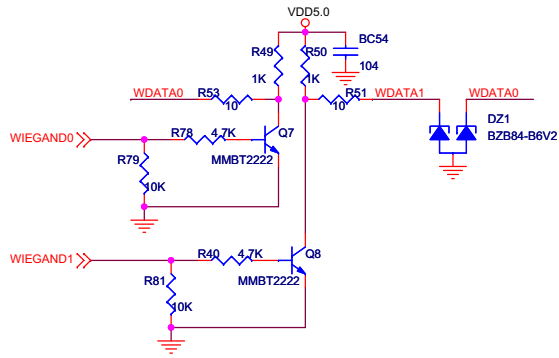 VDD5.0
R49
R50
BC54
1K
1K
104
WDATA0
R53
10
R51
10
WDATA1
WDATA0
DZ1
BZB84-B6V2
WIEGAND0
R78
4.7K
Q7
MMBT2222
R79
10K
WIEGAND1
R40
4.7K
Q8
MMBT2222
R81
10K